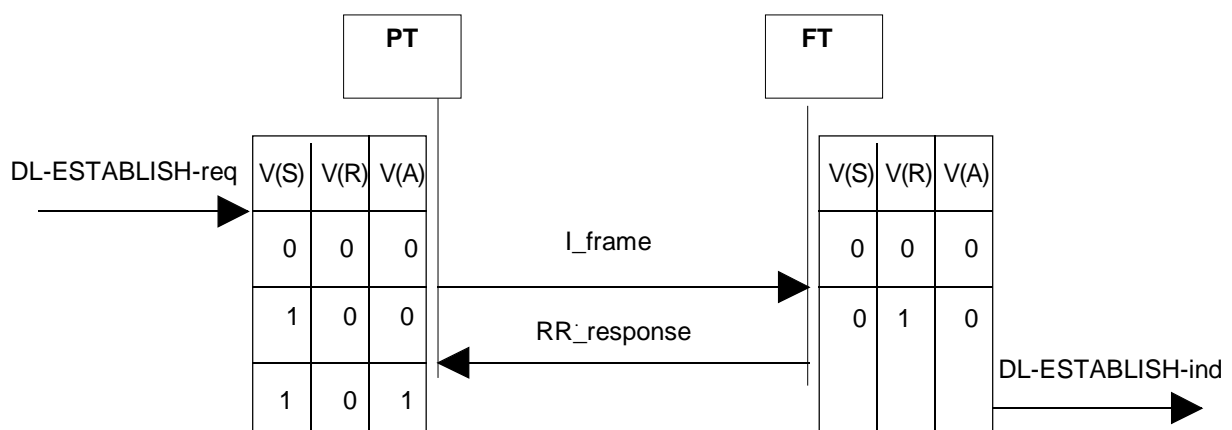 PT
FT
DL-ESTABLISH-req
V(S) V(R) V(A)
V(S) V(R) V(A)
0 0 0
I_frame
0 0 0
1 0 0
0 1 0
RR_response
DL-ESTABLISH-ind
1 0 1